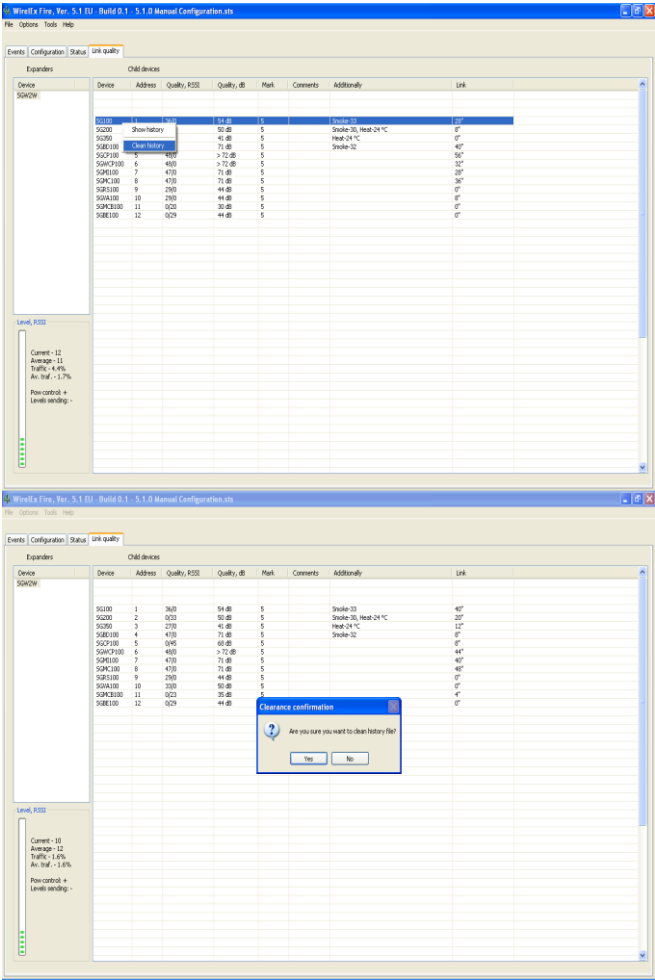 WirelEx Fire, Ver. 5.1 EU - Build 0.1 - 5.1.0 Manual Configuration.sts
File Options Tools Help
Events Configuration Status Link quality
Expanders Child devices
Device Device Address Quality, RSSI Quality, dB Mark Comments Additionally Link
SGW2W
SG100 1 36/0 54 dB 5 Smoke-33 28"
SG200 50 dB 5 Smoke-30, Heat-24 °C 8"
SG350 41 dB 5 Heat-24 °C 0"
SGBD100 71 dB 5 Smoke-32 40"
Show history
Clean history
SGCP100 5 48/0 > 72 dB 5 56"
SGWCP100 6 48/0 > 72 dB 5 32"
SGMI100 7 47/0 71 dB 5 28"
SGMC100 8 47/0 71 dB 5 36"
SGRS100 9 29/0 44 dB 5 0"
SGVA100 10 29/0 44 dB 5 8"
SGMCB100 11 0/20 30 dB 5 0"
SGBE100 12 0/29 44 dB 5 0"
Level, RSSI
Current - 12
Average - 11
Traffic - 4.4%
Av. traf. - 1.7%
Pow control: +
Levels sending: -
WirelEx Fire, Ver. 5.1 EU - Build 0.1 - 5.1.0 Manual Configuration.sts
File Options Tools Help
Events Configuration Status Link quality
Expanders Child devices
Device Device Address Quality, RSSI Quality, dB Mark Comments Additionally Link
SGW2W
SG100 1 36/0 54 dB 5 Smoke-33 40"
SG200 2 0/33 50 dB 5 Smoke-30, Heat-24 °C 20"
SG350 3 27/0 41 dB 5 Heat-24 °C 12"
SGBD100 4 47/0 71 dB 5 Smoke-32 8"
SGCP100 5 0/45 68 dB 5 8"
SGWCP100 6 48/0 > 72 dB 5 44"
SGMI100 7 47/0 71 dB 5 40"
SGMC100 8 47/0 71 dB 5 48"
SGRS100 9 29/0 44 dB 5 0"
SGVA100 10 33/0 50 dB 5 0"
SGMCB100 11 0/23 35 dB 5 4"
SGBE100 12 0/29 44 dB 0"
Clearance confirmation
Are you sure you want to clean history file?
Yes No
Level, RSSI
Current - 10
Average - 12
Traffic - 1.6%
Av. traf. - 1.6%
Pow control: +
Levels sending: -